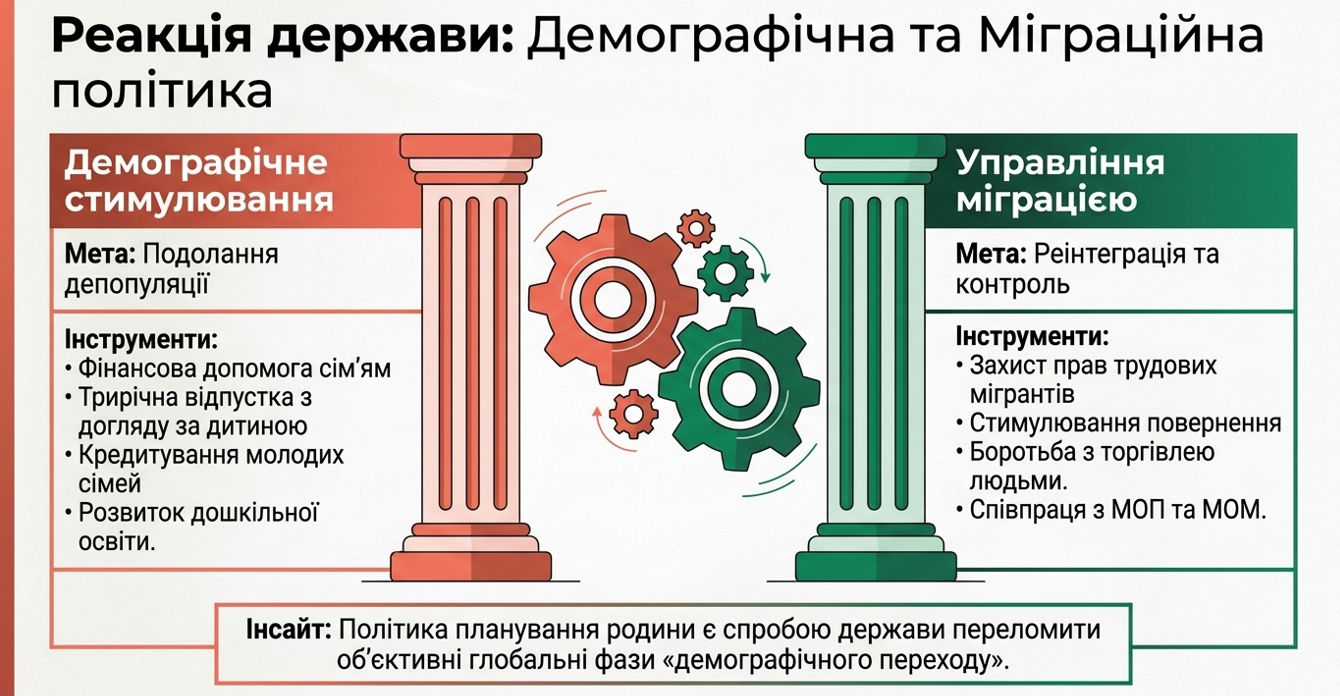 Реакція держави: Демографічна та Міграційна
політика
Демографічне
стимулювання
Мета: Подолання
депопуляції
Інструменти:
• Фінансова допомога сім’ям
• Трирічна відпустка з
догляду за дитиною
• Кредитування молодих
сімей
• Розвиток дошкільної
освіти.
Управління
міграцією
Мета: Реінтеграція та
контроль
Інструменти:
• Захист прав трудових
мігрантів
• Стимулювання повернення
• Боротьба з торгівлею
людьми.
• Співпраця з МОП та МОМ.
Інсайт: Політика планування родини є спробою держави переломити
об’єктивні глобальні фази «демографічного переходу».